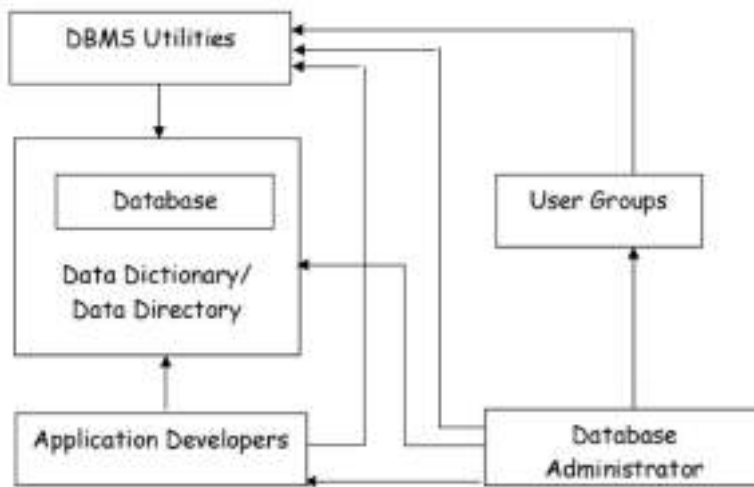 DBMS Utilities
Database
User Groups
Data Dictionary/
Data Directory
Application Developers
Database
Administrator